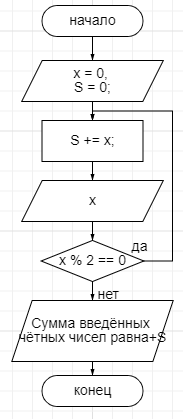 начало
x = 0,
S = 0;
S += x;
x
x % 2 == 0
да
нет
Сумма введённых
чётных чисел равна+S
конец